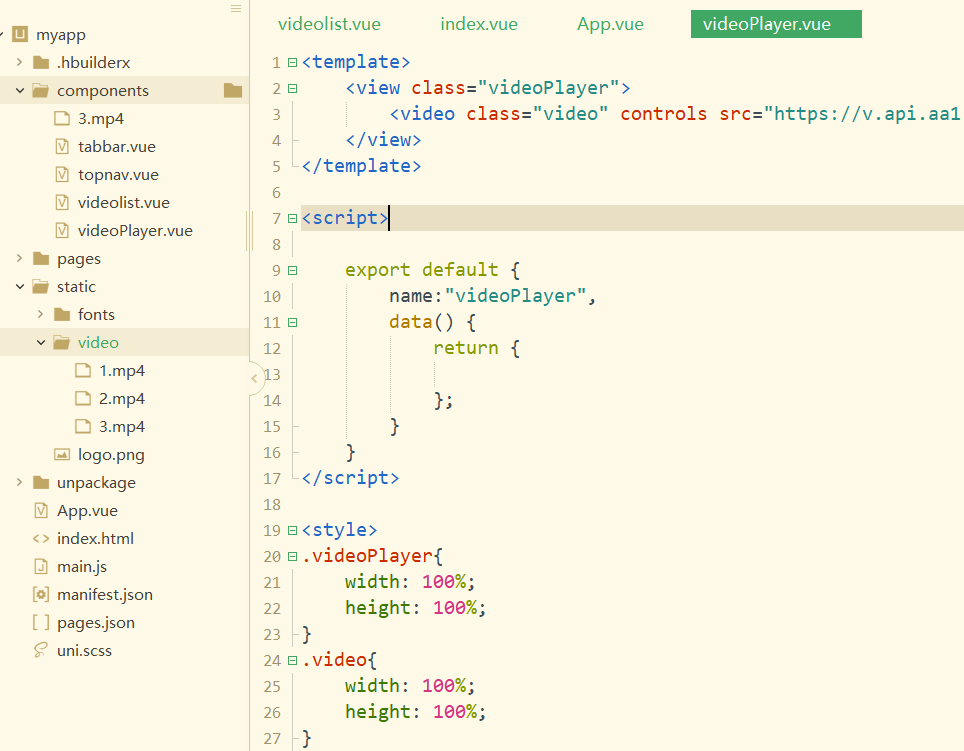 myapp
.hbuilderx
components
3.mp4
tabbar.vue
topnav.vue
videolist.vue
videoPlayer.vue
pages
static
fonts
video
1.mp4
2.mp4
3.mp4
logo.png
unpackage
App.vue
index.html
main.js
manifest.json
pages.json
uni.scss
videolist.vue index.vue App.vue videoPlayer.vue
1 <template>
2 <view class="videoPlayer">
3 <video class="video" controls src="https://v.api.aa1
4 </view>
5 </template>
6
7 <script>
8
9 export default {
10 name:"videoPlayer",
11 data() {
12 return {
13
14 };
15 }
16 }
17 </script>
18
19 <style>
20 .videoPlayer{
21 width: 100%;
22 height: 100%;
23 }
24 .video{
25 width: 100%;
26 height: 100%;
27 }